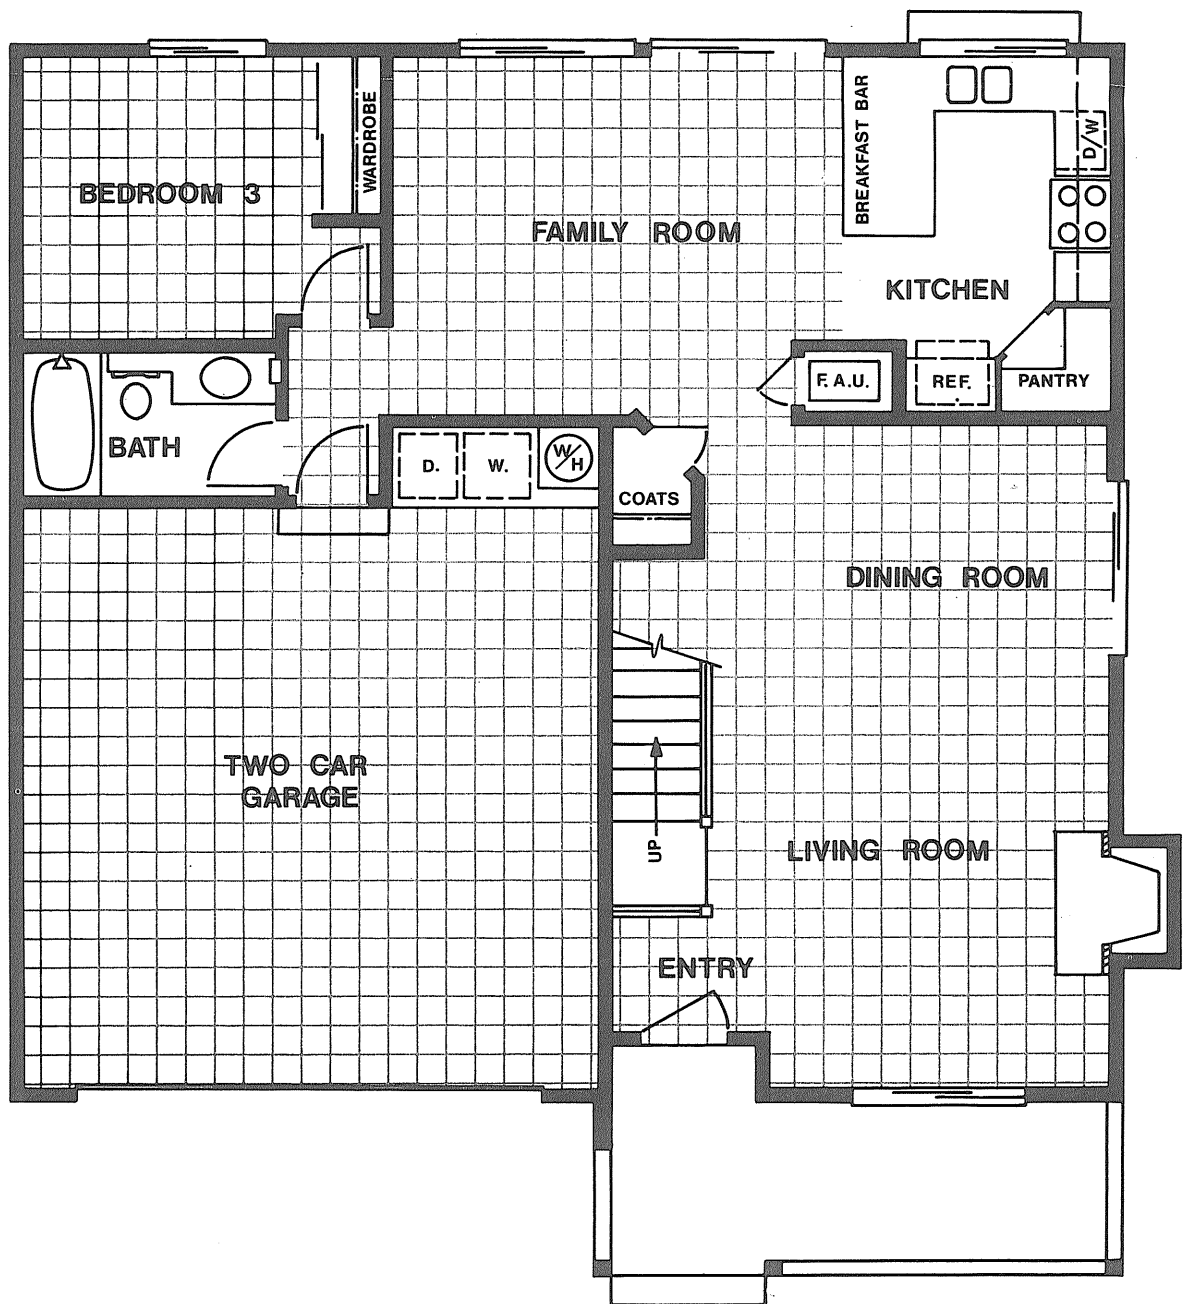 WARDROBE
BREAKFAST BAR
D/W
BEDROOM 3
FAMILY ROOM
KITCHEN
F.A.U.
REF.
PANTRY
BATH
D.
W.
W/H
COATS
DINING ROOM
TWO CAR
GARAGE
UP
LIVING ROOM
ENTRY